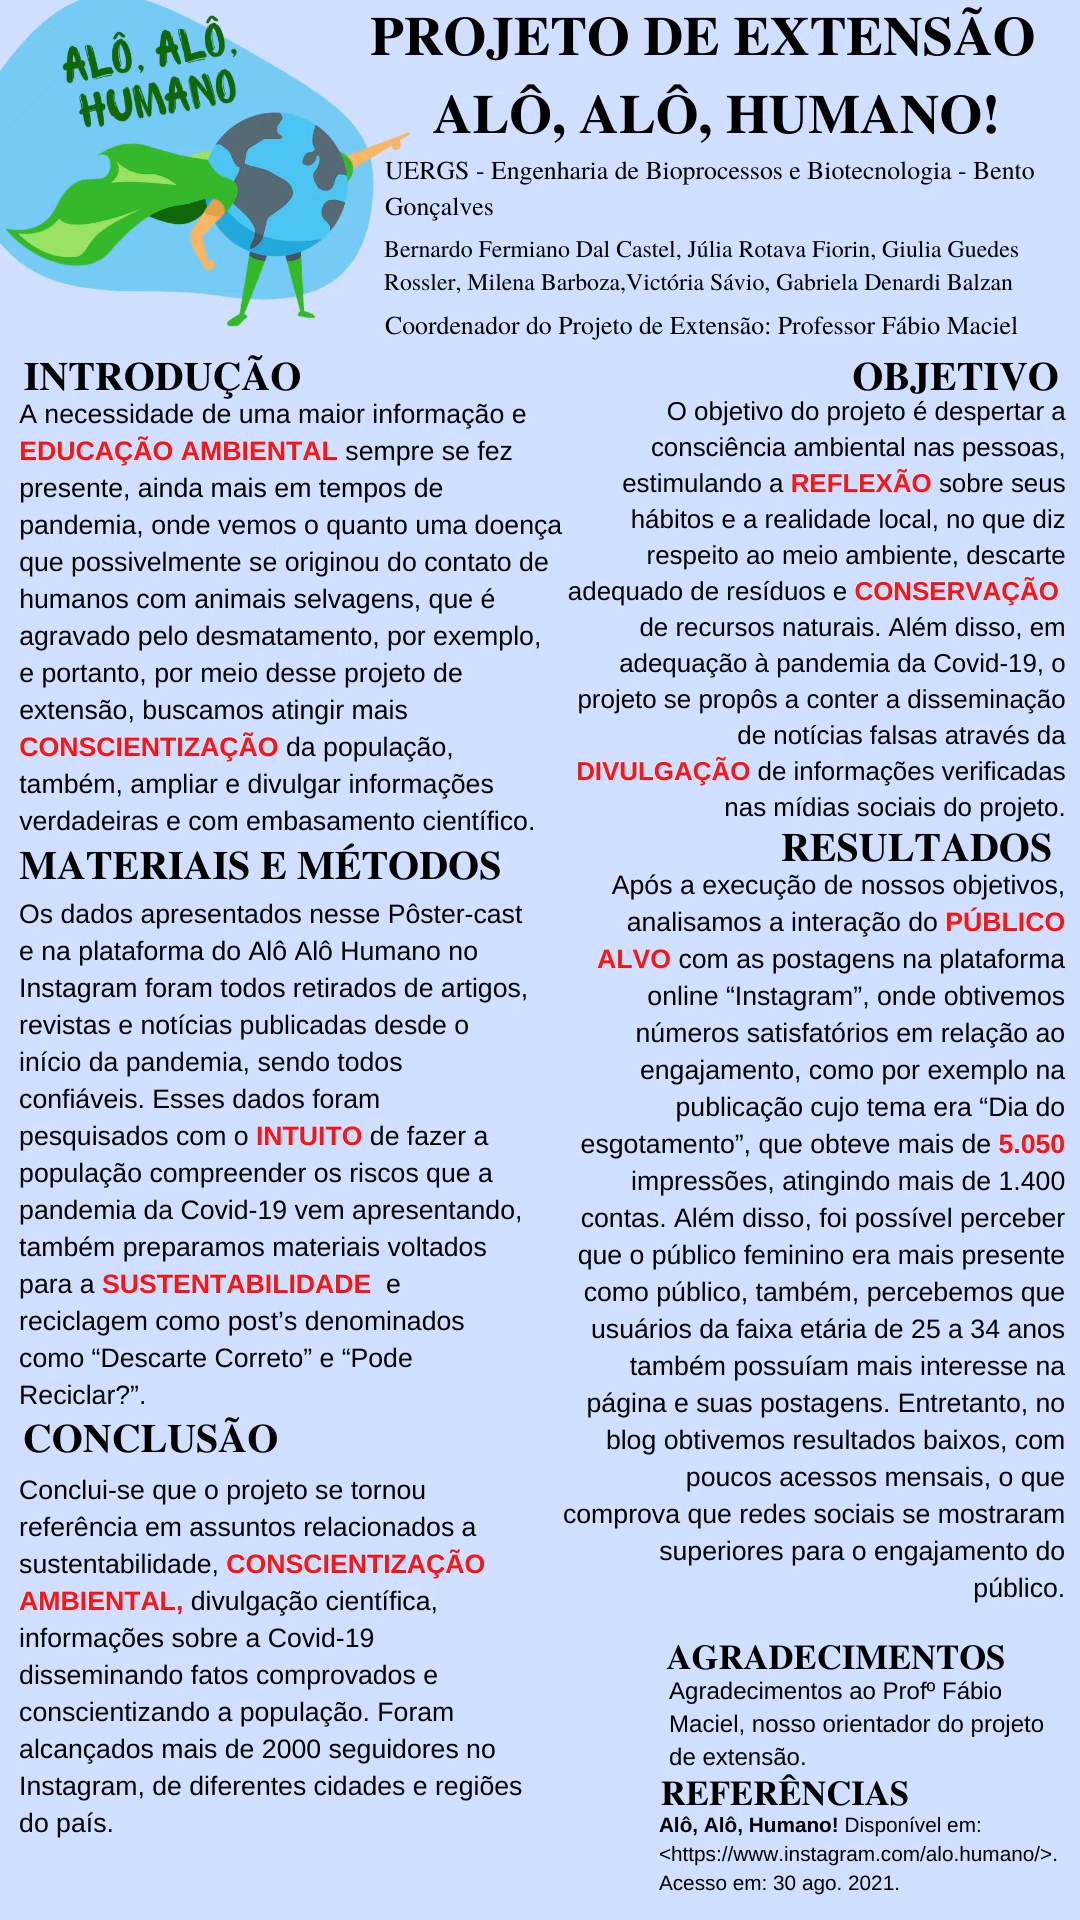 ALÔ, ALÔ,
HUMANO
PROJETO DE EXTENSÃO
ALÔ, ALÔ, HUMANO!
UERGS - Engenharia de Bioprocessos e Biotecnologia - Bento
Gonçalves
Bernardo Fermiano Dal Castel, Júlia Rotava Fiorin, Giulia Guedes
Rossler, Milena Barboza,Victória Sávio, Gabriela Denardi Balzan
Coordenador do Projeto de Extensão: Professor Fábio Maciel
INTRODUÇÃO
A necessidade de uma maior informação e
EDUCAÇÃO AMBIENTAL sempre se fez
presente, ainda mais em tempos de
pandemia, onde vemos o quanto uma doença
que possivelmente se originou do contato de
humanos com animais selvagens, que é
agravado pelo desmatamento, por exemplo,
e portanto, por meio desse projeto de
extensão, buscamos atingir mais
CONSCIENTIZAÇÃO da população,
também, ampliar e divulgar informações
verdadeiras e com embasamento científico.
MATERIAIS E MÉTODOS
Os dados apresentados nesse Pôster-cast
e na plataforma do Alô Alô Humano no
Instagram foram todos retirados de artigos,
revistas e notícias publicadas desde o
início da pandemia, sendo todos
confiáveis. Esses dados foram
pesquisados com o INTUITO de fazer a
população compreender os riscos que a
pandemia da Covid-19 vem apresentando,
também preparamos materiais voltados
para a SUSTENTABILIDADE e
reciclagem como post’s denominados
como “Descarte Correto” e “Pode
Reciclar?”.
CONCLUSÃO
Conclui-se que o projeto se tornou
referência em assuntos relacionados a
sustentabilidade, CONSCIENTIZAÇÃO
AMBIENTAL, divulgação científica,
informações sobre a Covid-19
disseminando fatos comprovados e
conscientizando a população. Foram
alcançados mais de 2000 seguidores no
Instagram, de diferentes cidades e regiões
do país.
OBJETIVO
O objetivo do projeto é despertar a
consciência ambiental nas pessoas,
estimulando a REFLEXÃO sobre seus
hábitos e a realidade local, no que diz
respeito ao meio ambiente, descarte
adequado de resíduos e CONSERVAÇÃO
de recursos naturais. Além disso, em
adequação à pandemia da Covid-19, o
projeto se propôs a conter a disseminação
de notícias falsas através da
DIVULGAÇÃO de informações verificadas
nas mídias sociais do projeto.
RESULTADOS
Após a execução de nossos objetivos,
analisamos a interação do PÚBLICO
ALVO com as postagens na plataforma
online “Instagram”, onde obtivemos
números satisfatórios em relação ao
engajamento, como por exemplo na
publicação cujo tema era “Dia do
esgotamento”, que obteve mais de 5.050
impressões, atingindo mais de 1.400
contas. Além disso, foi possível perceber
que o público feminino era mais presente
como público, também, percebemos que
usuários da faixa etária de 25 a 34 anos
também possuíam mais interesse na
página e suas postagens. Entretanto, no
blog obtivemos resultados baixos, com
poucos acessos mensais, o que
comprova que redes sociais se mostraram
superiores para o engajamento do
público.
AGRADECIMENTOS
Agradecimentos ao Profº Fábio
Maciel, nosso orientador do projeto
de extensão.
REFERÊNCIAS
Alô, Alô, Humano! Disponível em:
<https://www.instagram.com/alo.humano/>.
Acesso em: 30 ago. 2021.